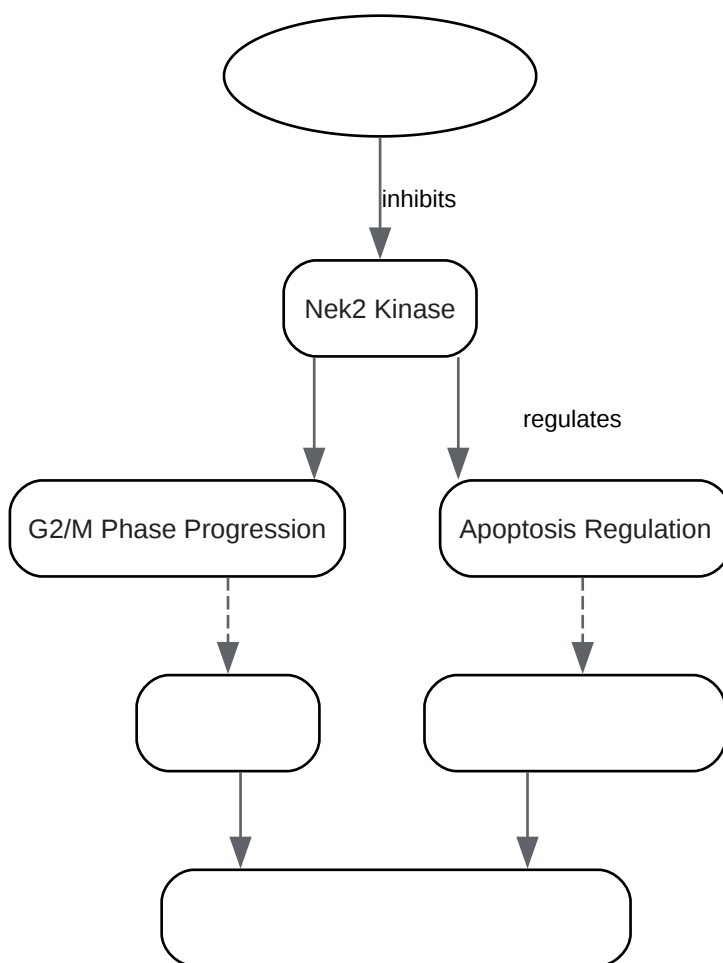 inhibits
Nek2 Kinase
regulates
G2/M Phase Progression
Apoptosis Regulation